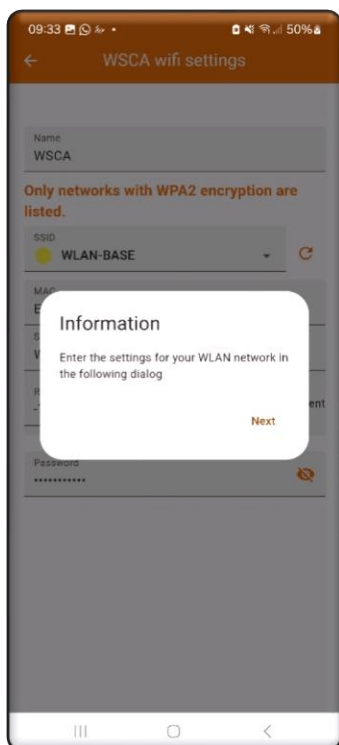 09:33 50%
WSCA wifi settings
Name
WSCA
Only networks with WPA2 encryption are
listed.
SSID
WLAN-BASE
MAC
Information
Enter the settings for your WLAN network in
the following dialog
Next
Password